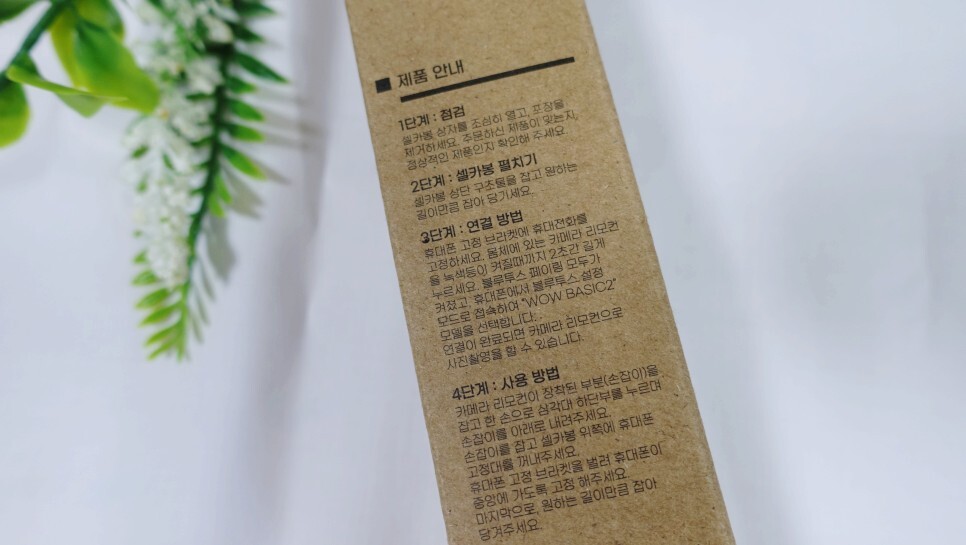 ■ 제품 안내
1단계 : 점검
셀카봉 상자를 조심히 열고, 포장을
제거하세요. 주문하신 제품이 맞는지,
정상적인 제품인지 확인해 주세요.
2단계 : 셀카봉 펼치기
셀카봉 상단 구조물을 잡고 원하는
길이만큼 잡아 당기세요.
3단계 : 연결 방법
휴대폰 고정 브라켓에 휴대전화를
고정하세요. 몸체에 있는 카메라 리모컨
을 녹색등이 켜질때까지 2초간 길게
누르세요. 블루투스 페이링 모두가
켜졌고 휴대폰에서 블루투스 설정
모드로 접속하여 "WOW BASIC2"
모델을 선택합니다.
연결이 완료되면 카메라 리모컨으로
사진촬영을 할 수 있습니다.
4단계 : 사용 방법
카메라 리모컨이 장착된 부분(손잡이)을
잡고 한 손으로 삼각대 하단부를 누르며
손잡이를 아래로 내려주세요.
손잡이를 잡고 셀카봉 위쪽에 휴대폰
고정대를 꺼내주세요.
휴대폰 고정 브라켓을 벌려 휴대폰이
중앙에 가도록 고정 해주세요.
마지막으로, 원하는 길이만큼 잡아
당겨주세요.